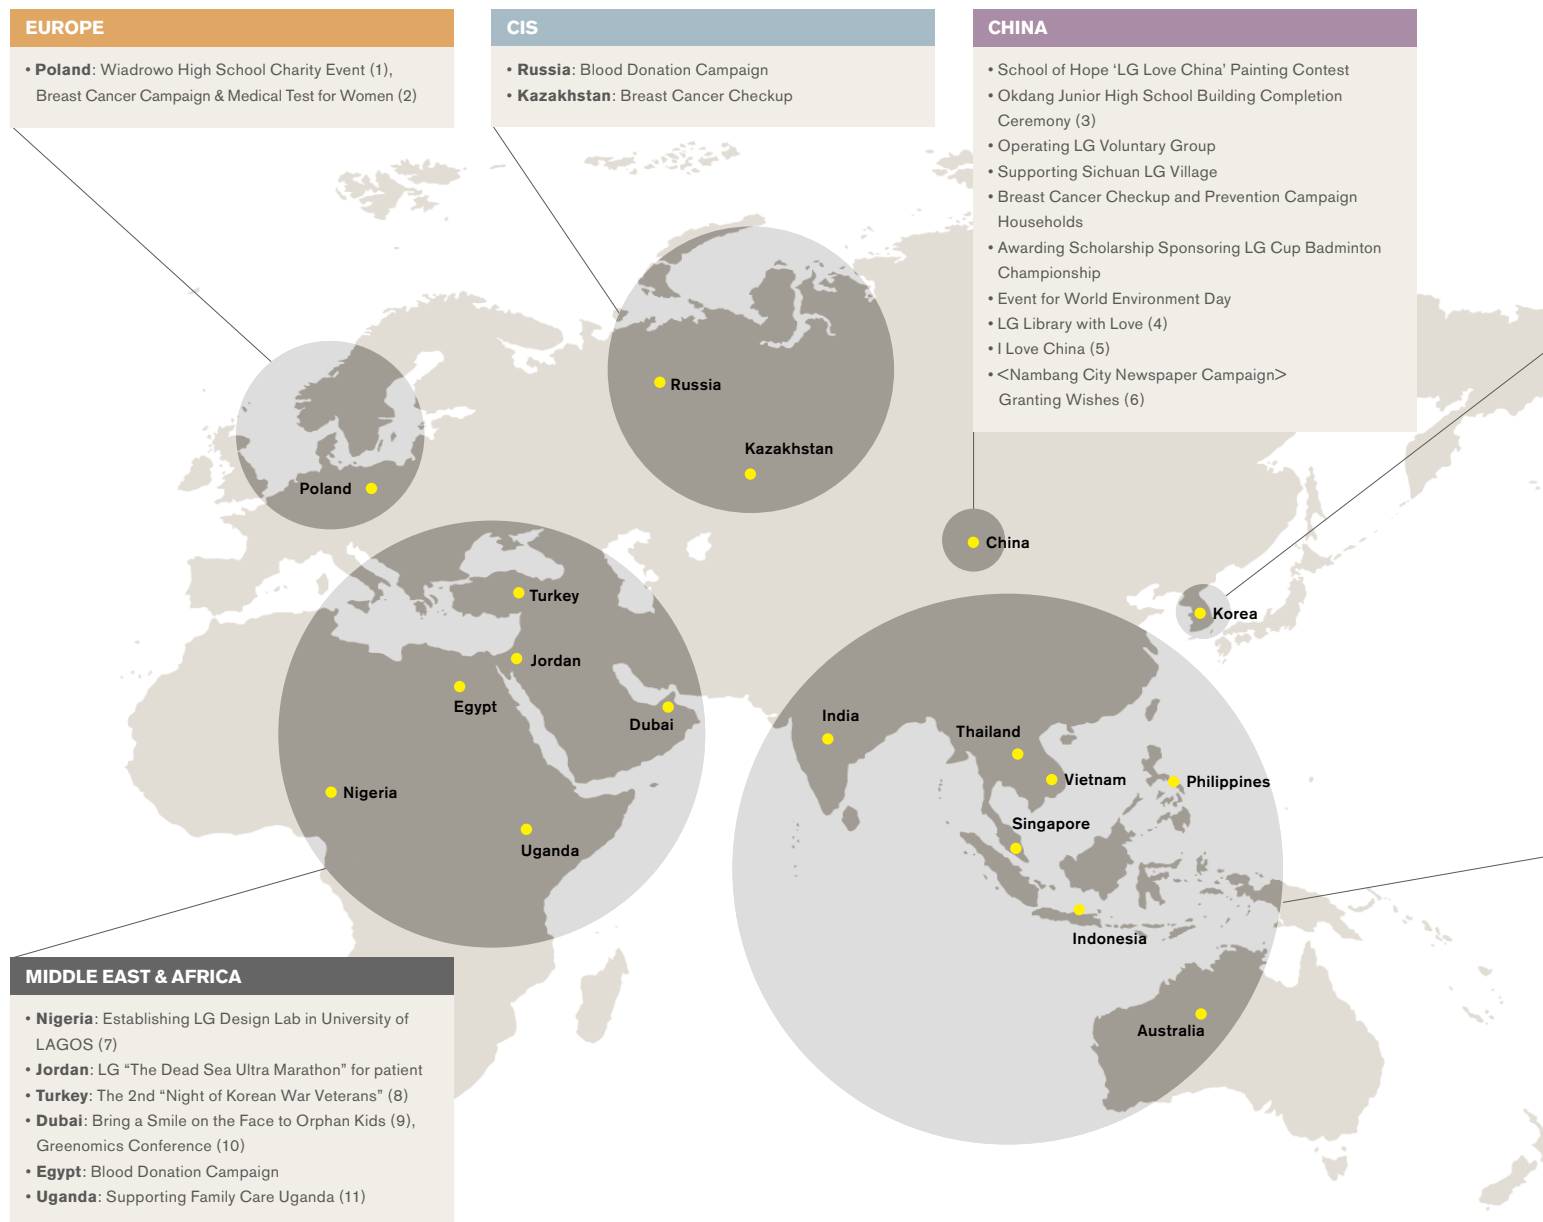 EUROPE
• Poland: Wiadrowo High School Charity Event (1),
Breast Cancer Campaign & Medical Test for Women (2)
CIS
• Russia: Blood Donation Campaign
• Kazakhstan: Breast Cancer Checkup
CHINA
• School of Hope ‘LG Love China’ Painting Contest
• Okdang Junior High School Building Completion
Ceremony (3)
• Operating LG Voluntary Group
• Supporting Sichuan LG Village
• Breast Cancer Checkup and Prevention Campaign
Households
• Awarding Scholarship Sponsoring LG Cup Badminton
Championship
• Event for World Environment Day
• LG Library with Love (4)
• I Love China (5)
• <Nambang City Newspaper Campaign>
Granting Wishes (6)
Russia
Kazakhstan
Poland
China
Turkey
Korea
Jordan
Egypt
Dubai
India
Thailand
Vietnam
Philippines
Nigeria
Singapore
Uganda
Indonesia
Australia
MIDDLE EAST & AFRICA
• Nigeria: Establishing LG Design Lab in University of
LAGOS (7)
• Jordan: LG “The Dead Sea Ultra Marathon” for patient
• Turkey: The 2nd “Night of Korean War Veterans” (8)
• Dubai: Bring a Smile on the Face to Orphan Kids (9),
Greenomics Conference (10)
• Egypt: Blood Donation Campaign
• Uganda: Supporting Family Care Uganda (11)